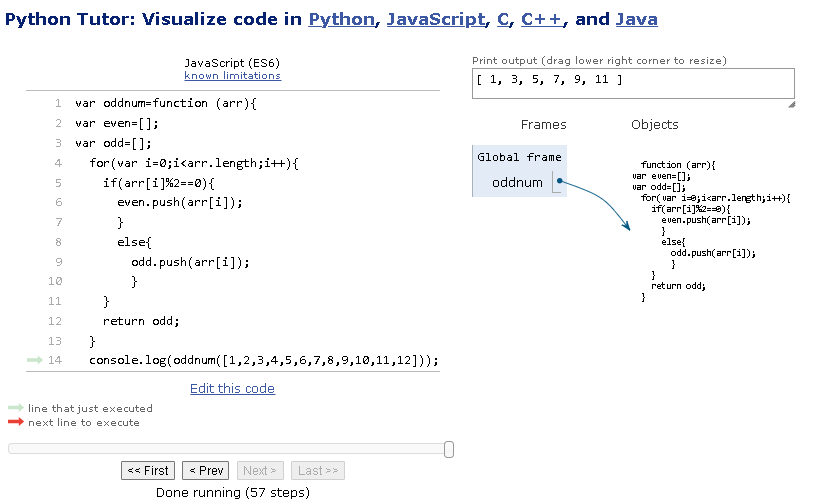 Python Tutor: Visualize code in Python, JavaScript, C, C++, and Java
JavaScript (ES6)
known limitations
1 var oddnum=function (arr){
2 var even=[];
3 var odd=[];
4 for(var i=0;i<arr.length;i++){
5 if(arr[i]%2==0){
6 even.push(arr[i]);
7 }
8 else{
9 odd.push(arr[i]);
10 }
11 }
12 return odd;
13 }
14 console.log(oddnum([1,2,3,4,5,6,7,8,9,10,11,12]));
Edit this code
line that just executed
next line to execute
<< First < Prev Next > Last >>
Done running (57 steps)
Print output (drag lower right corner to resize)
[ 1, 3, 5, 7, 9, 11 ]
Frames Objects
Global frame
oddnum
function (arr){
var even=[];
var odd=[];
for(var i=0;i<arr.length;i++){
if(arr[i]%2==0){
even.push(arr[i]);
}
else{
odd.push(arr[i]);
}
}
return odd;
}